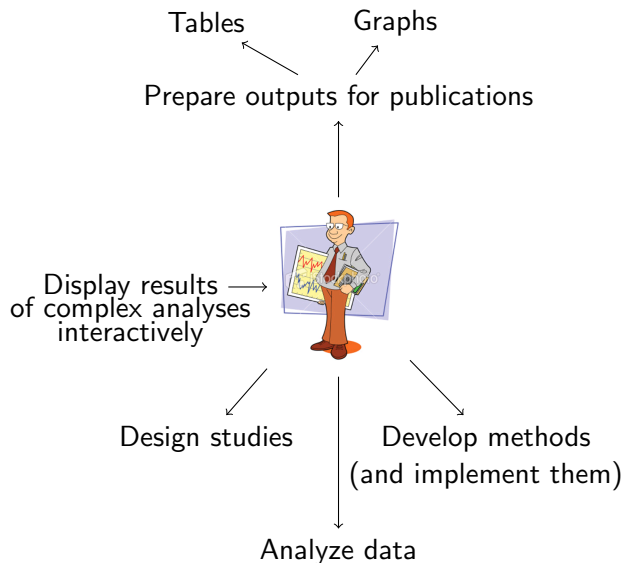 Tables
Graphs
Prepare outputs for publications
Display results
of complex analyses
interactively
Design studies
Develop methods
(and implement them)
Analyze data